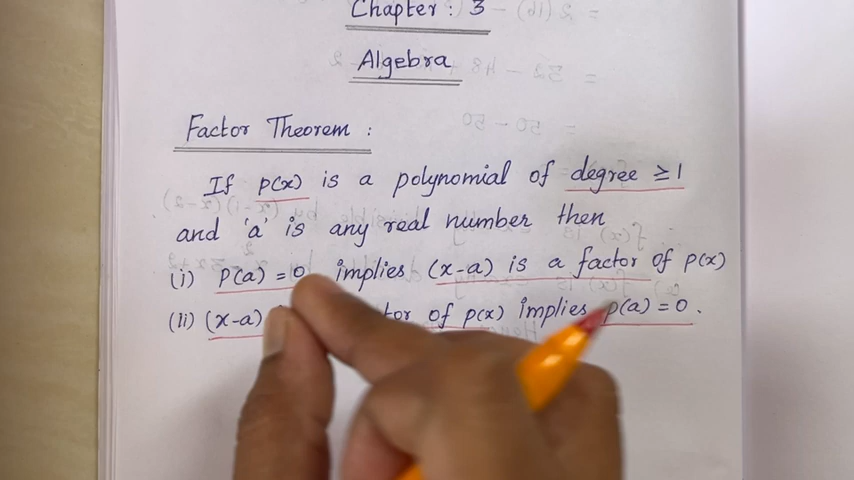 Chapter : 3
Algebra
Factor Theorem :
If p(x) is a polynomial of degree ≥ 1
and 'a' is any real number then
(i) p(a) = 0 implies (x-a) is a factor of p(x)
(ii) (x-a) of p(x) implies p(a) = 0 .